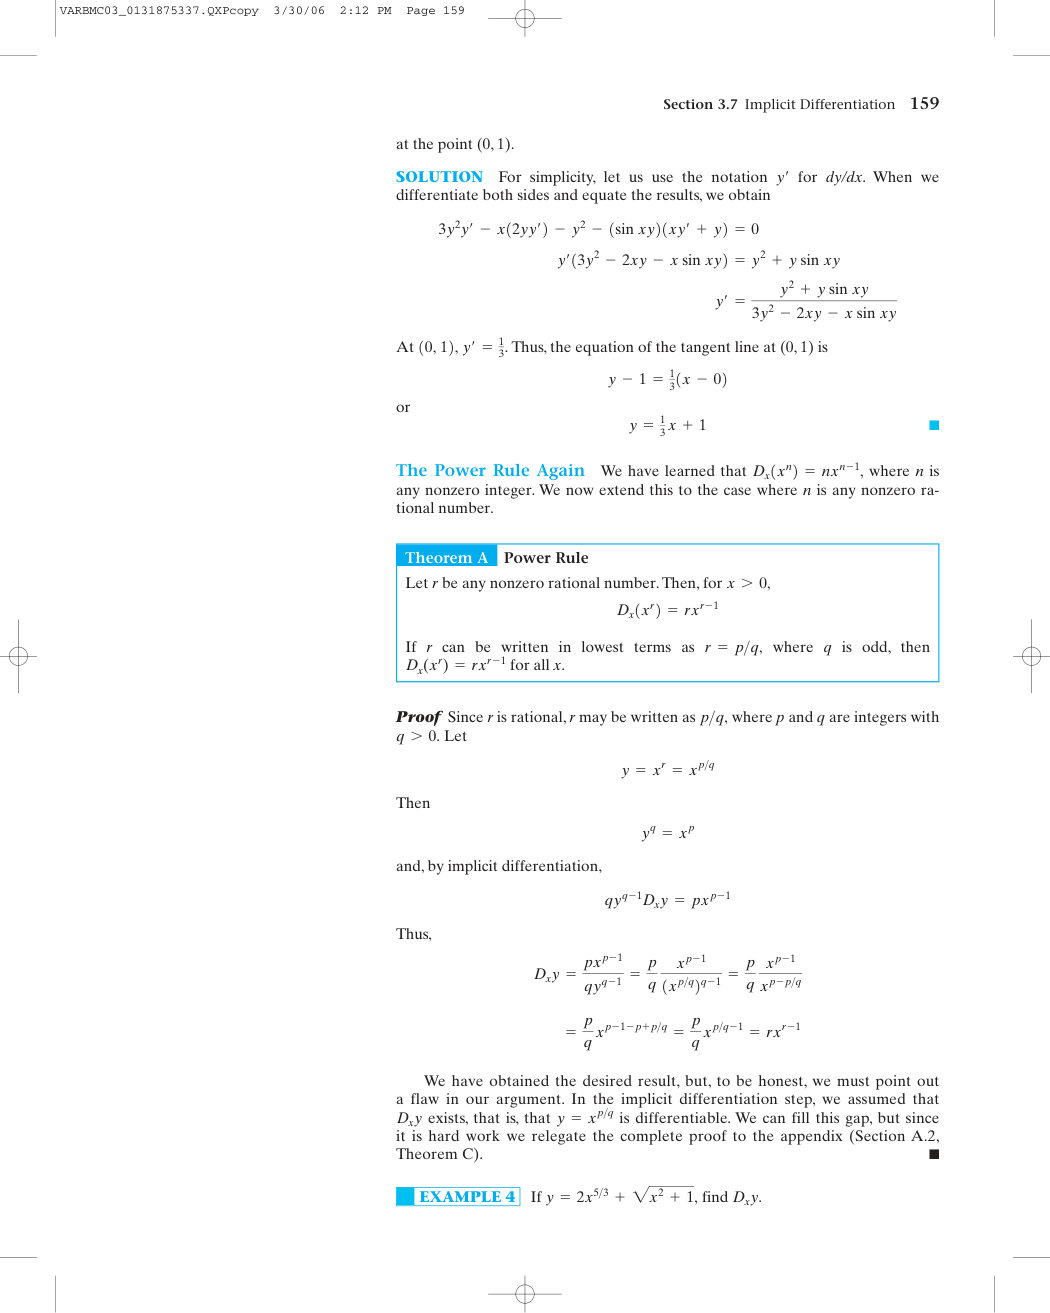 VARBMC03_0131875337.QXPcopy 3/30/06 2:12 PM Page 159
Section 3.7 Implicit Differentiation 159
at the point (0, 1).
SOLUTION For simplicity, let us use the notation y′ for dy/dx. When we
differentiate both sides and equate the results, we obtain
3y²y′ − x(2yy′) − y² − (sin xy)(xy′ + y) = 0
y′(3y² − 2xy − x sin xy) = y² + y sin xy
y′ = (y² + y sin xy)/(3y² − 2xy − x sin xy)
At (0, 1), y′ = 1/3. Thus, the equation of the tangent line at (0, 1) is
y − 1 = 1/3(x − 0)
or
y = 1/3 x + 1
The Power Rule Again We have learned that Dₓ(xⁿ) = nxⁿ⁻¹, where n is
any nonzero integer. We now extend this to the case where n is any nonzero ra-
tional number.
Theorem A Power Rule
Let r be any nonzero rational number. Then, for x > 0,
Dₓ(x^r) = rx^(r−1)
If r can be written in lowest terms as r = p/q, where q is odd, then
Dₓ(x^r) = rx^(r−1) for all x.
Proof Since r is rational, r may be written as p/q, where p and q are integers with
q > 0. Let
y = x^r = x^(p/q)
Then
y^q = x^p
and, by implicit differentiation,
qy^(q−1)Dₓy = px^(p−1)
Thus,
Dₓy = px^(p−1)/qy^(q−1) = p/q x^(p−1)/(x^(p/q))^(q−1) = p/q x^(p−1)/x^(p−p/q)
= p/q x^(p−1−p+p/q) = p/q x^(p/q−1) = rx^(r−1)
We have obtained the desired result, but, to be honest, we must point out
a flaw in our argument. In the implicit differentiation step, we assumed that
Dₓy exists, that is, that y = x^(p/q) is differentiable. We can fill this gap, but since
it is hard work we relegate the complete proof to the appendix (Section A.2,
Theorem C).
EXAMPLE 4 If y = 2x^(5/3) + √(x² + 1), find Dₓy.